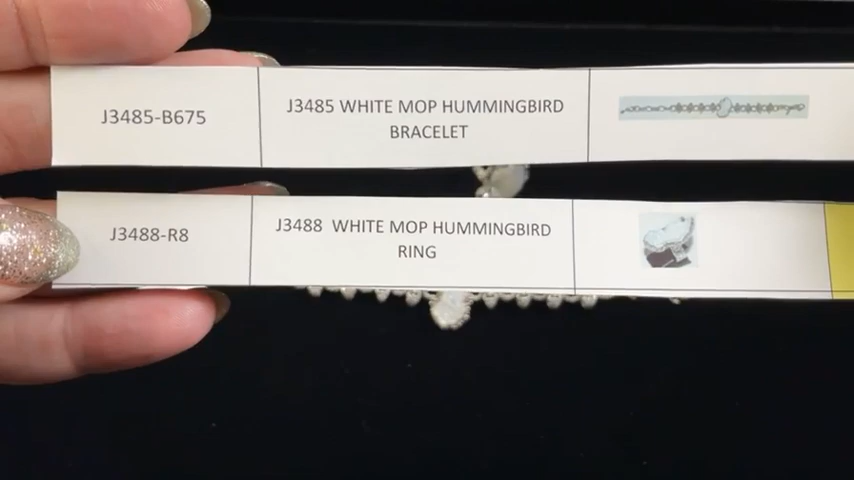 J3485-B675
J3485 WHITE MOP HUMMINGBIRD
BRACELET
J3488-R8
J3488 WHITE MOP HUMMINGBIRD
RING